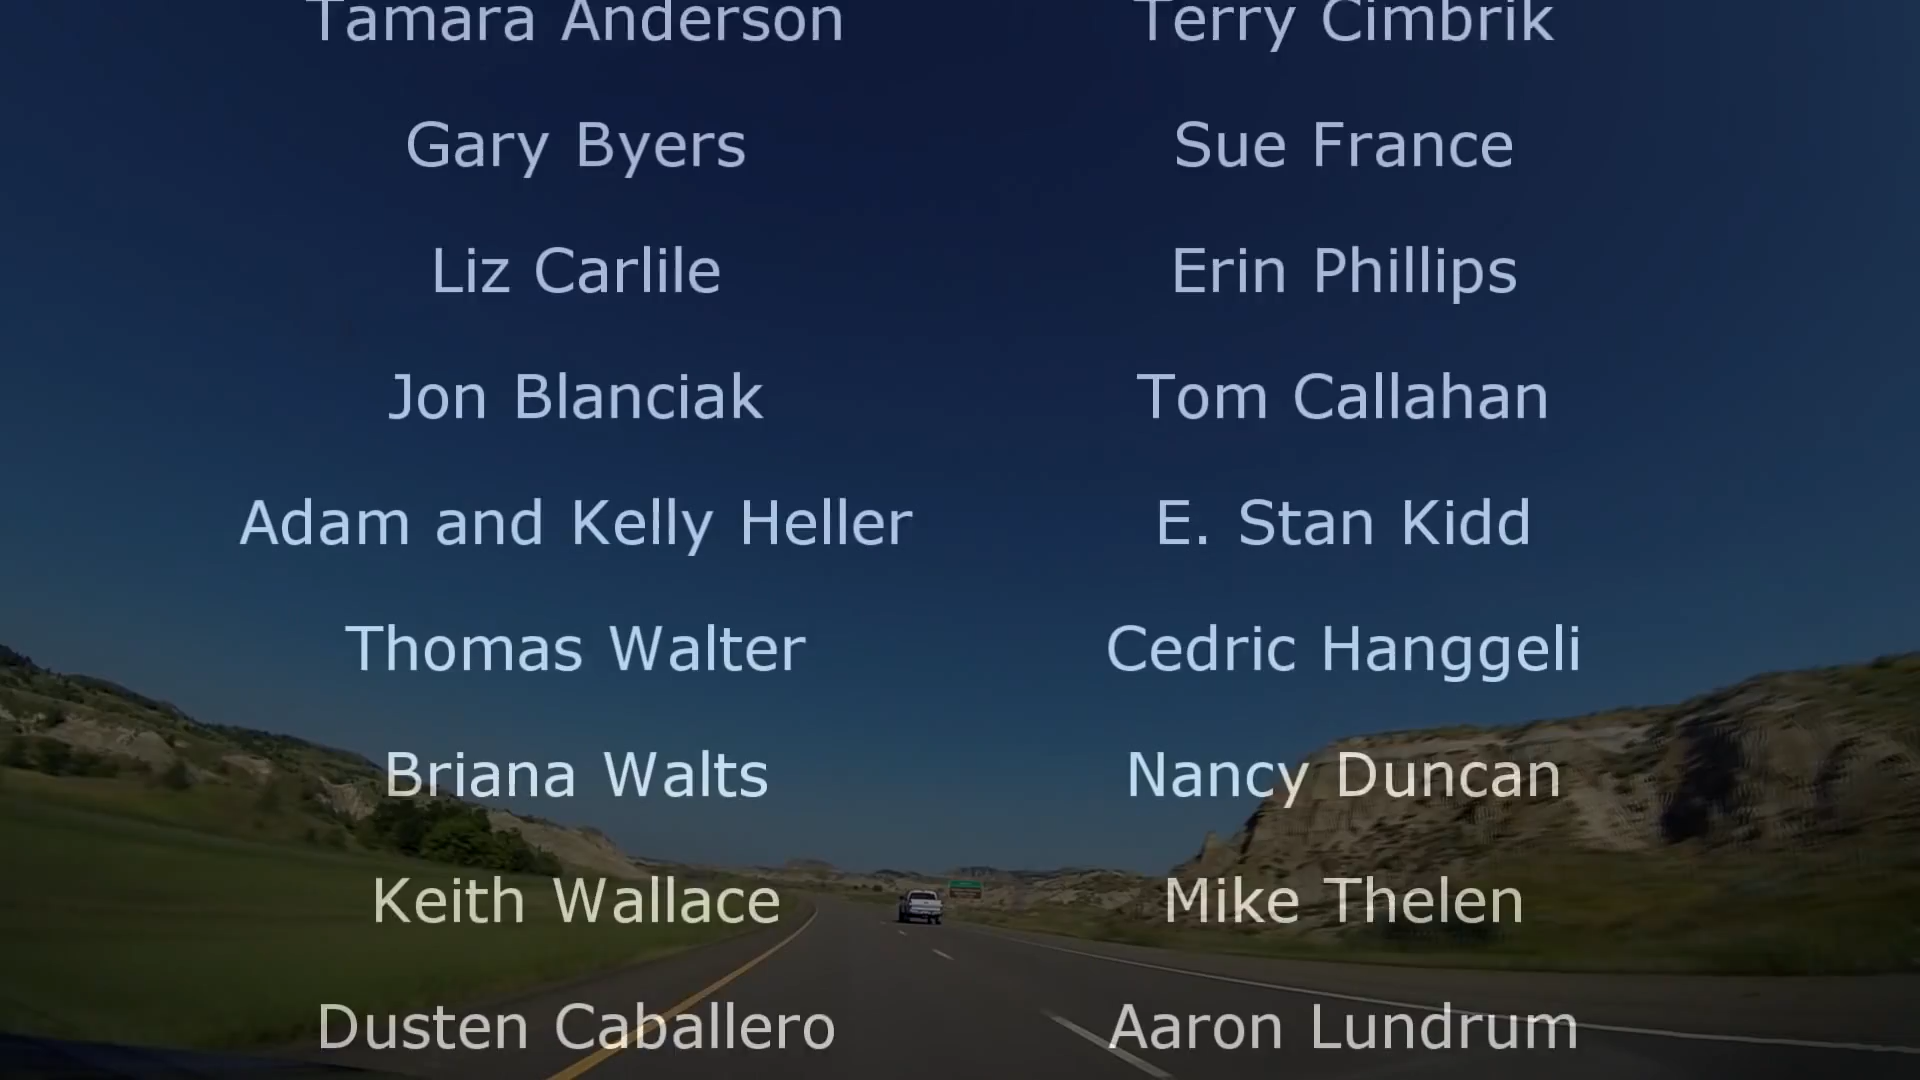 Tamara Anderson
Terry Cimbrik
Gary Byers
Sue France
Liz Carlile
Erin Phillips
Jon Blanciak
Tom Callahan
Adam and Kelly Heller
E. Stan Kidd
Thomas Walter
Cedric Hanggeli
Briana Walts
Nancy Duncan
Keith Wallace
Mike Thelen
Dusten Caballero
Aaron Lundrum